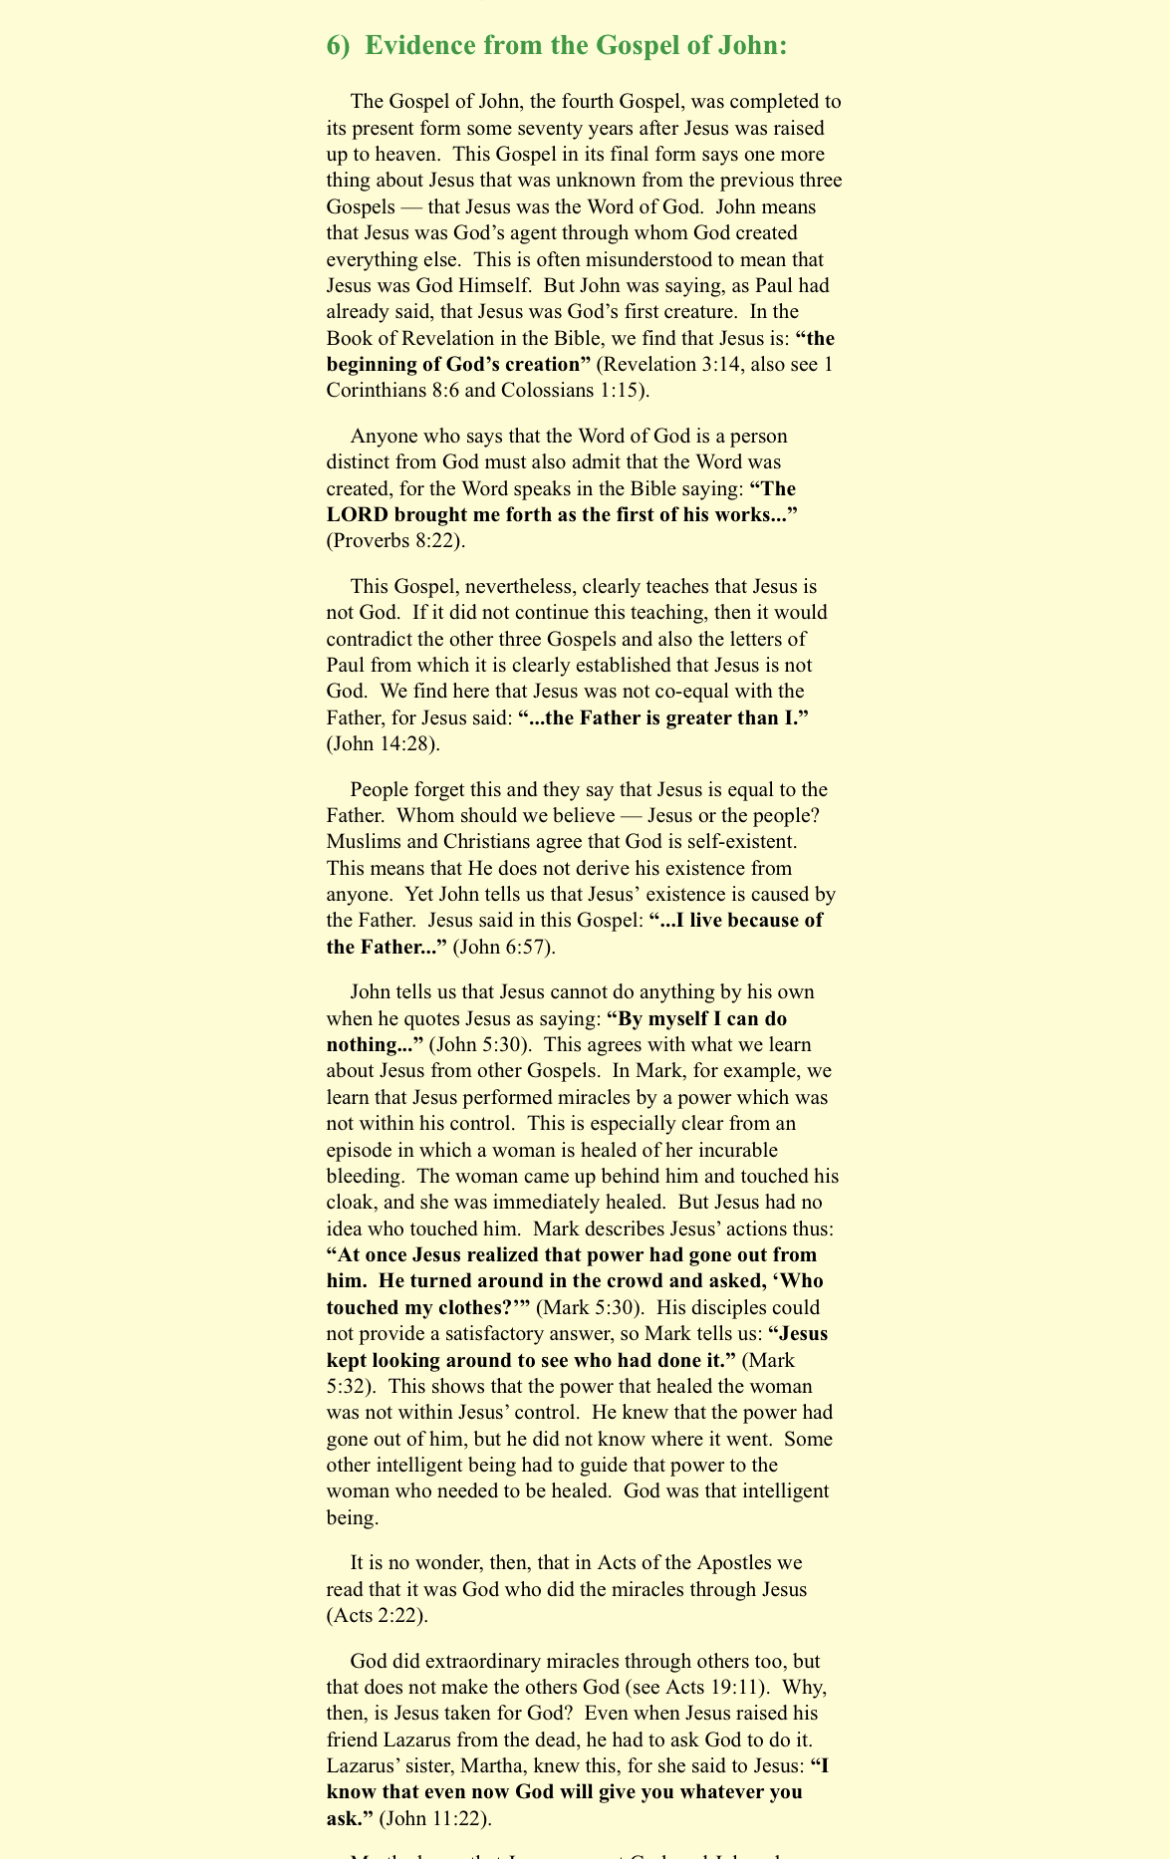 6)  Evidence from the Gospel of John:
The Gospel of John, the fourth Gospel, was completed to
its present form some seventy years after Jesus was raised
up to heaven.  This Gospel in its final form says one more
thing about Jesus that was unknown from the previous three
Gospels — that Jesus was the Word of God.  John means
that Jesus was God’s agent through whom God created
everything else.  This is often misunderstood to mean that
Jesus was God Himself.  But John was saying, as Paul had
already said, that Jesus was God’s first creature.  In the
Book of Revelation in the Bible, we find that Jesus is: “the
beginning of God’s creation” (Revelation 3:14, also see 1
Corinthians 8:6 and Colossians 1:15).
Anyone who says that the Word of God is a person
distinct from God must also admit that the Word was
created, for the Word speaks in the Bible saying: “The
LORD brought me forth as the first of his works...”
(Proverbs 8:22).
This Gospel, nevertheless, clearly teaches that Jesus is
not God.  If it did not continue this teaching, then it would
contradict the other three Gospels and also the letters of
Paul from which it is clearly established that Jesus is not
God.  We find here that Jesus was not co-equal with the
Father, for Jesus said: “...the Father is greater than I.”
(John 14:28).
People forget this and they say that Jesus is equal to the
Father.  Whom should we believe — Jesus or the people?
Muslims and Christians agree that God is self-existent.
This means that He does not derive his existence from
anyone.  Yet John tells us that Jesus’ existence is caused by
the Father.  Jesus said in this Gospel: “...I live because of
the Father...” (John 6:57).
John tells us that Jesus cannot do anything by his own
when he quotes Jesus as saying: “By myself I can do
nothing...” (John 5:30).  This agrees with what we learn
about Jesus from other Gospels.  In Mark, for example, we
learn that Jesus performed miracles by a power which was
not within his control.  This is especially clear from an
episode in which a woman is healed of her incurable
bleeding.  The woman came up behind him and touched his
cloak, and she was immediately healed.  But Jesus had no
idea who touched him.  Mark describes Jesus’ actions thus:
“At once Jesus realized that power had gone out from
him.  He turned around in the crowd and asked, ‘Who
touched my clothes?’” (Mark 5:30).  His disciples could
not provide a satisfactory answer, so Mark tells us: “Jesus
kept looking around to see who had done it.” (Mark
5:32).  This shows that the power that healed the woman
was not within Jesus’ control.  He knew that the power had
gone out of him, but he did not know where it went.  Some
other intelligent being had to guide that power to the
woman who needed to be healed.  God was that intelligent
being.
It is no wonder, then, that in Acts of the Apostles we
read that it was God who did the miracles through Jesus
(Acts 2:22).
God did extraordinary miracles through others too, but
that does not make the others God (see Acts 19:11).  Why,
then, is Jesus taken for God?  Even when Jesus raised his
friend Lazarus from the dead, he had to ask God to do it.
Lazarus’ sister, Martha, knew this, for she said to Jesus: “I
know that even now God will give you whatever you
ask.” (John 11:22).